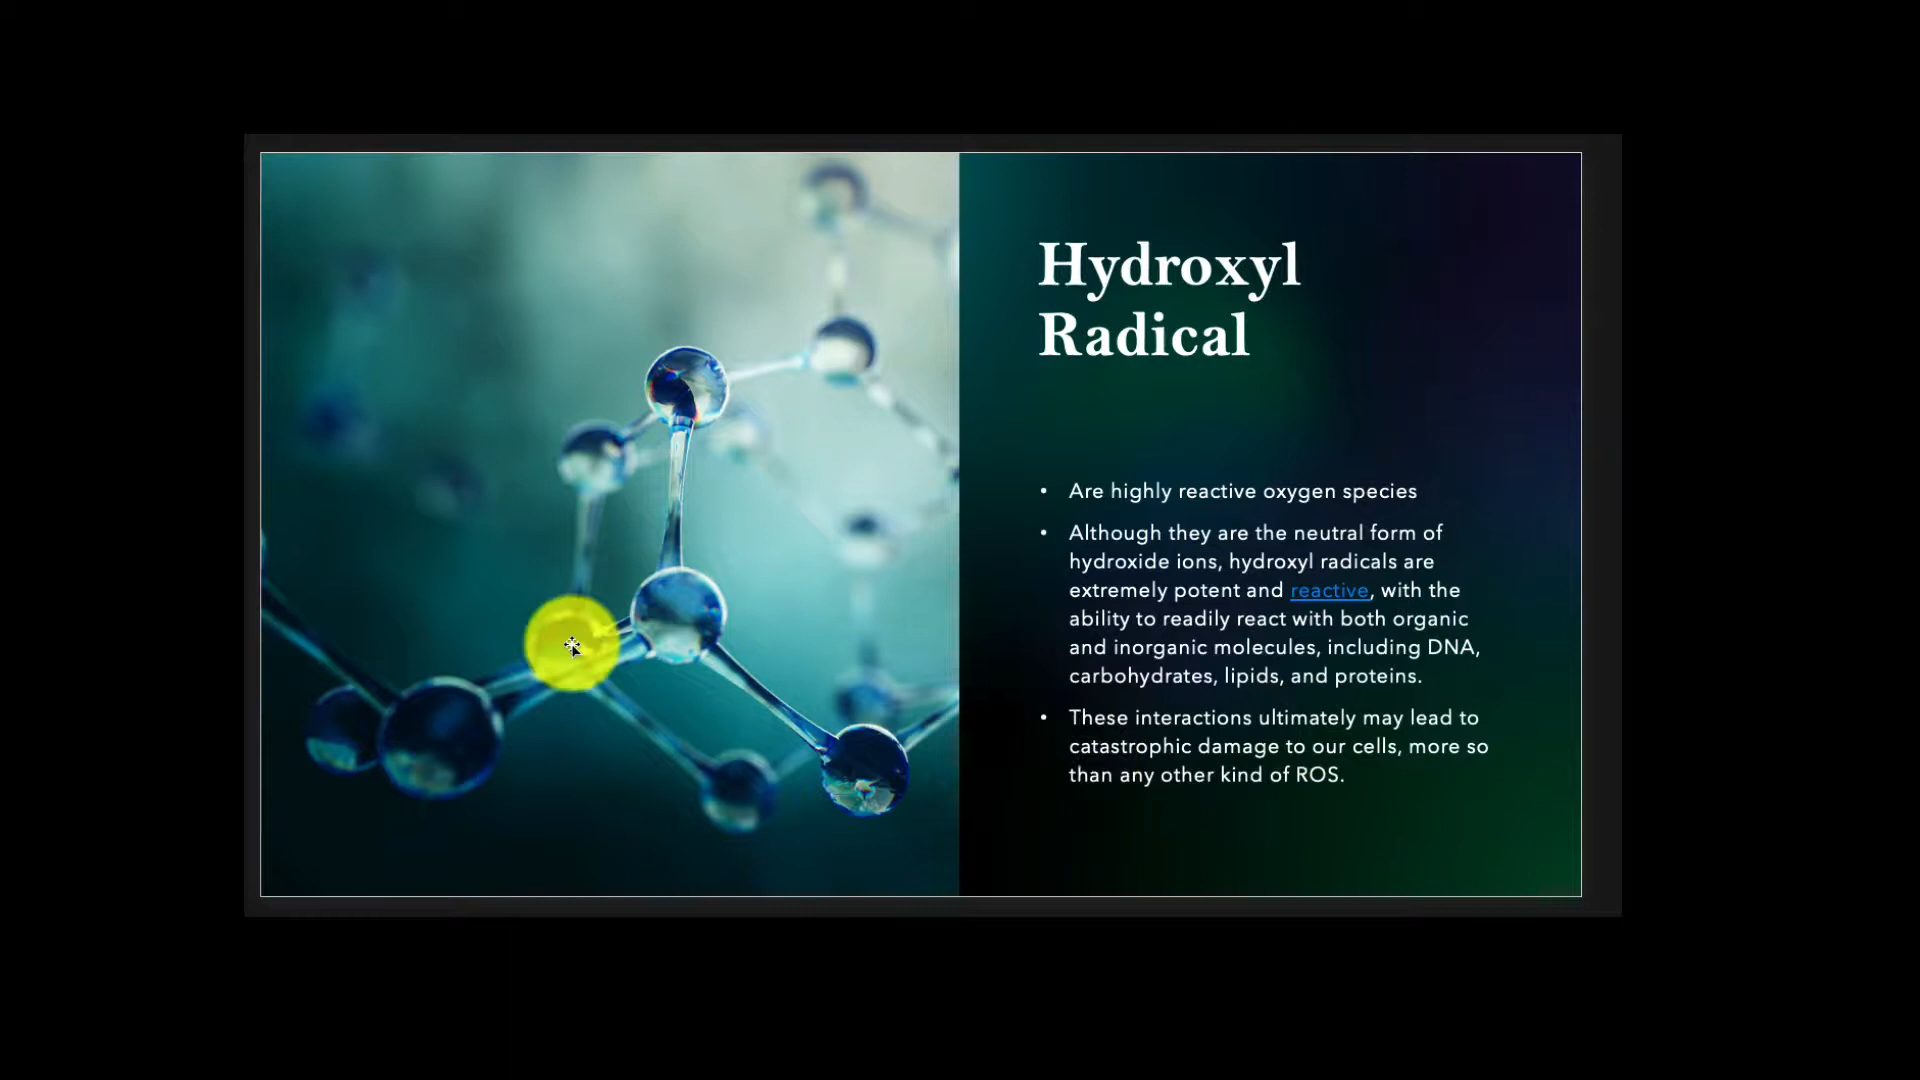 Hydroxyl
Radical
• Are highly reactive oxygen species
• Although they are the neutral form of
hydroxide ions, hydroxyl radicals are
extremely potent and reactive, with the
ability to readily react with both organic
and inorganic molecules, including DNA,
carbohydrates, lipids, and proteins.
• These interactions ultimately may lead to
catastrophic damage to our cells, more so
than any other kind of ROS.